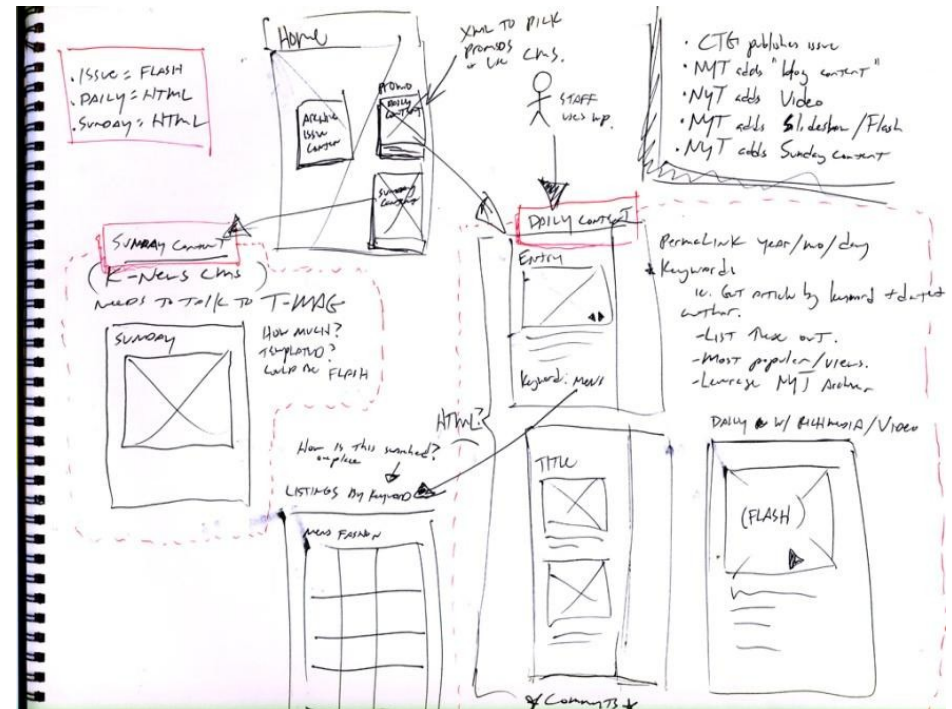 · ISSUE = FLASH
· DAILY = HTML
· SUNDAY = HTML
Home
ARCHIVE
ISSUE
CONTENT
PROMO
DAILY
CONTENT
SUNDAY
CONTENT
XML TO PICK
PROMOS
or USE CMS.
STAFF
uses wp.
· CTG publishes issue
· NYT adds "blog content"
· NYT adds Video
· NYT adds Slideshow / Flash
· NYT adds Sunday content
SUNDAY Content
(K-News CMS)
NEEDS TO TALK TO T-MAG
SUNDAY
HOW MUCH?
TEMPLATED?
COULD BE FLASH
DAILY CONTENT
ENTRY
Keyword: MENS
HTML?
PermaLink year/mo/day
* Keywords
ie. Get article by keyword + date +
author.
- LIST THESE OUT.
- Most popular / views.
- Leverage NYT Archive
How is this searched?
LISTINGS By Keyword
MENS FASHION
TITLE
* COMMENTS *
DAILY W/ RICHMEDIA / VIDEO
(FLASH)